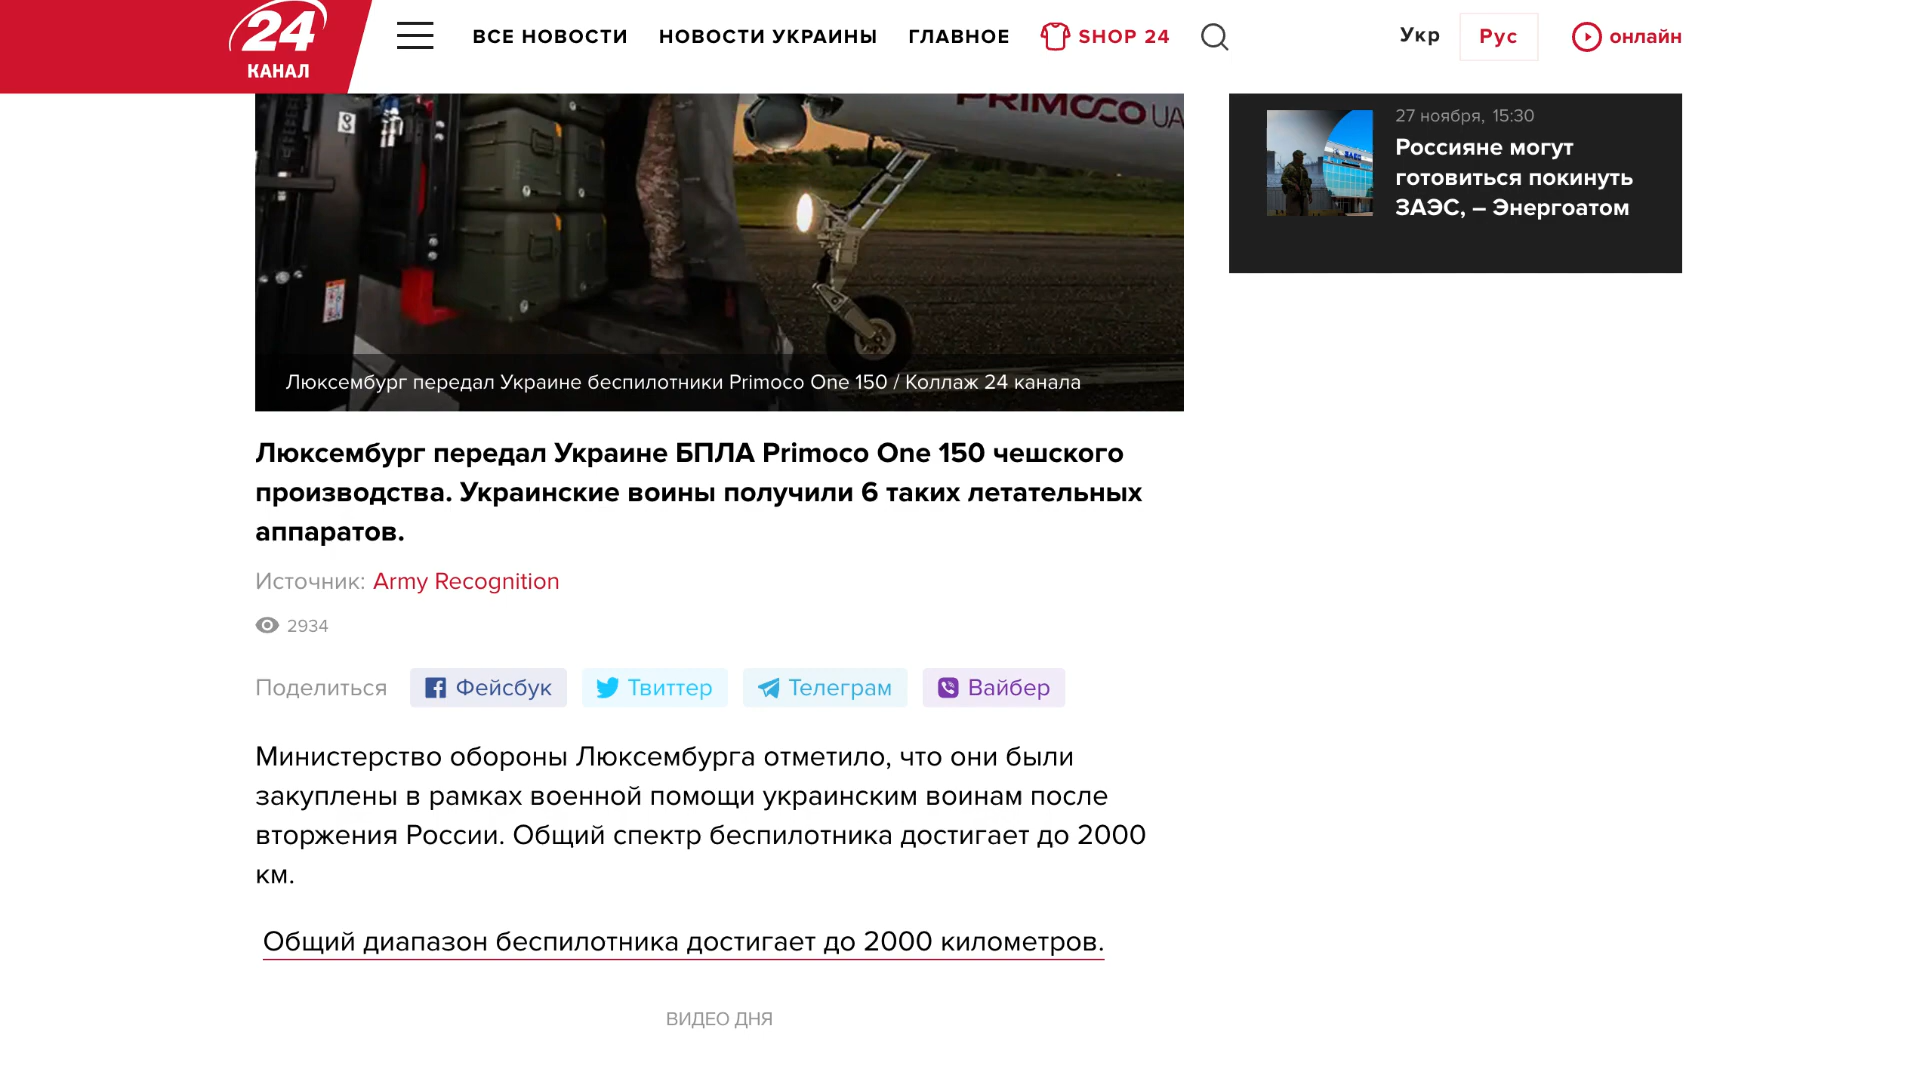 24
КАНАЛ
ВСЕ НОВОСТИ
НОВОСТИ УКРАИНЫ
ГЛАВНОЕ
SHOP 24
Укр
Рус
онлайн
8
PRIMOCO UA
27 ноября, 15:30
Россияне могут
готовиться покинуть
ЗАЭС, – Энергоатом
Люксембург передал Украине беспилотники Primoco One 150 / Коллаж 24 канала
Люксембург передал Украине БПЛА Primoco One 150 чешского
производства. Украинские воины получили 6 таких летательных
аппаратов.
Источник: Army Recognition
2934
Поделиться
Фейсбук
Твиттер
Телеграм
Вайбер
Министерство обороны Люксембурга отметило, что они были
закуплены в рамках военной помощи украинским воинам после
вторжения России. Общий спектр беспилотника достигает до 2000
км.
Общий диапазон беспилотника достигает до 2000 километров.
ВИДЕО ДНЯ